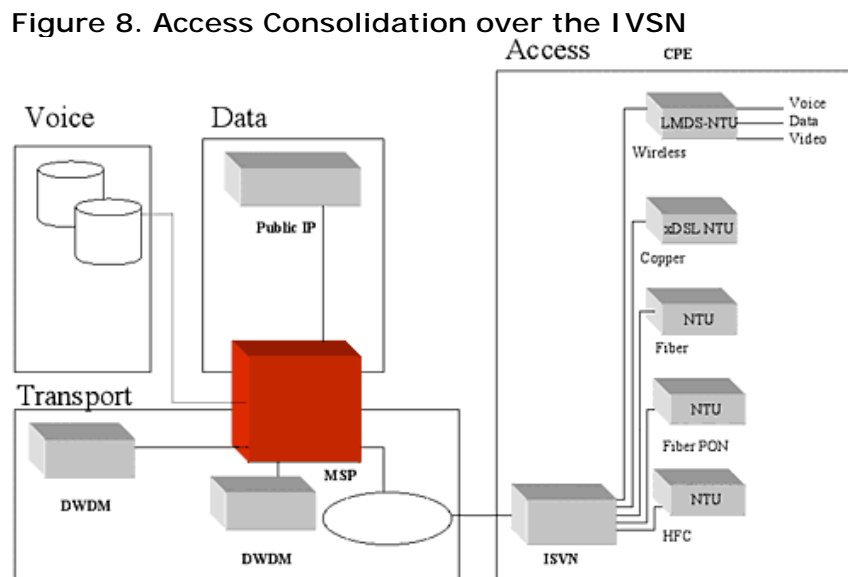 Figure 8. Access Consolidation over the IVSN
Access
CPE
Voice
Data
LMDS-NTU
Voice
Data
Video
Wireless
Public IP
xDSL NTU
Copper
NTU
Fiber
Transport
NTU
Fiber PON
MSP
DWDM
NTU
HFC
DWDM
ISVN